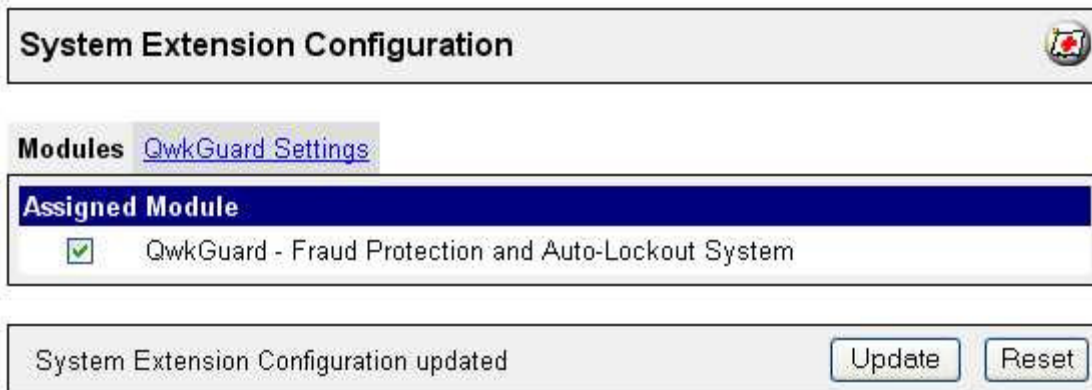 System Extension Configuration
Modules QwkGuard Settings
Assigned Module
QwkGuard - Fraud Protection and Auto-Lockout System
System Extension Configuration updated Update Reset